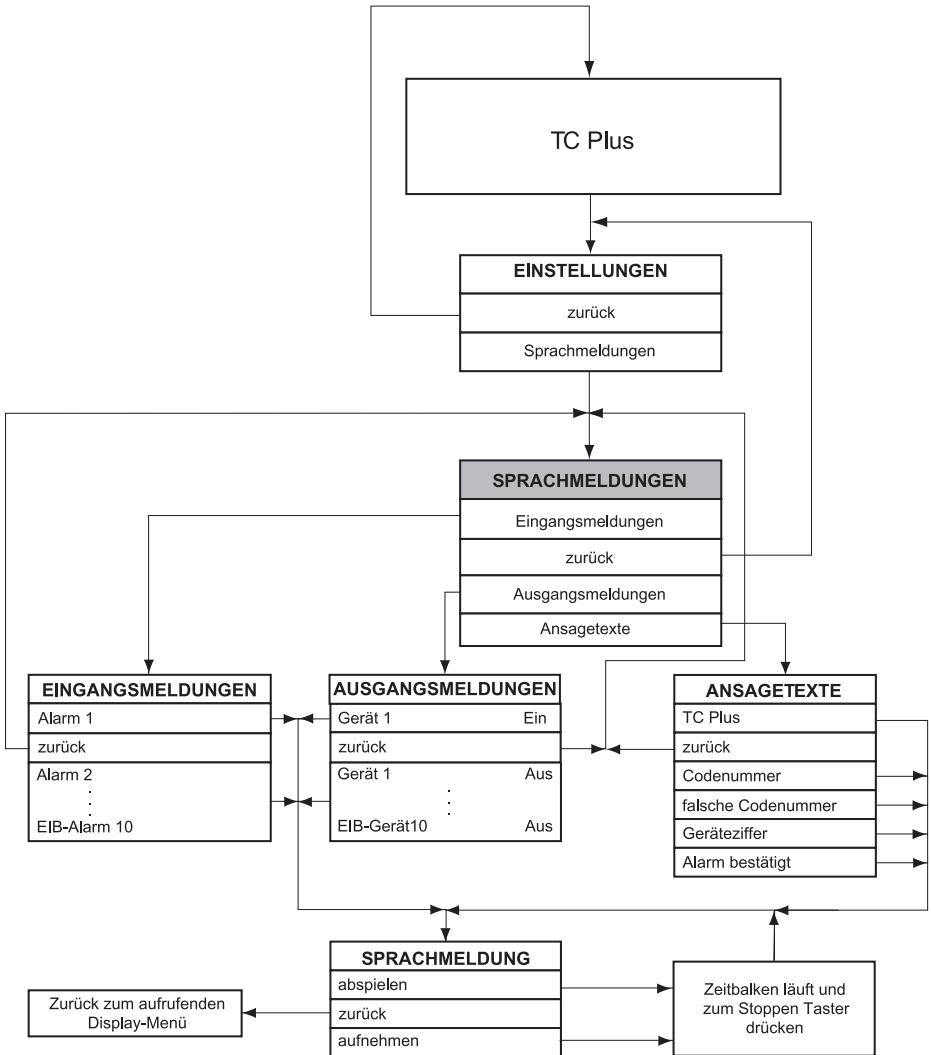 TC Plus
EINSTELLUNGEN
zurück
Sprachmeldungen
SPRACHMELDUNGEN
Eingangsmeldungen
zurück
Ausgangsmeldungen
Ansagetexte
EINGANGSMELDUNGEN
Alarm 1
zurück
Alarm 2
EIB-Alarm 10
AUSGANGSMELDUNGEN
Gerät 1 Ein
zurück
Gerät 1 Aus
EIB-Gerät10 Aus
ANSAGETEXTE
TC Plus
zurück
Codenummer
falsche Codenummer
Geräteziffer
Alarm bestätigt
SPRACHMELDUNG
abspielen
zurück
aufnehmen
Zurück zum aufrufenden
Display-Menü
Zeitbalken läuft und
zum Stoppen Taster
drücken